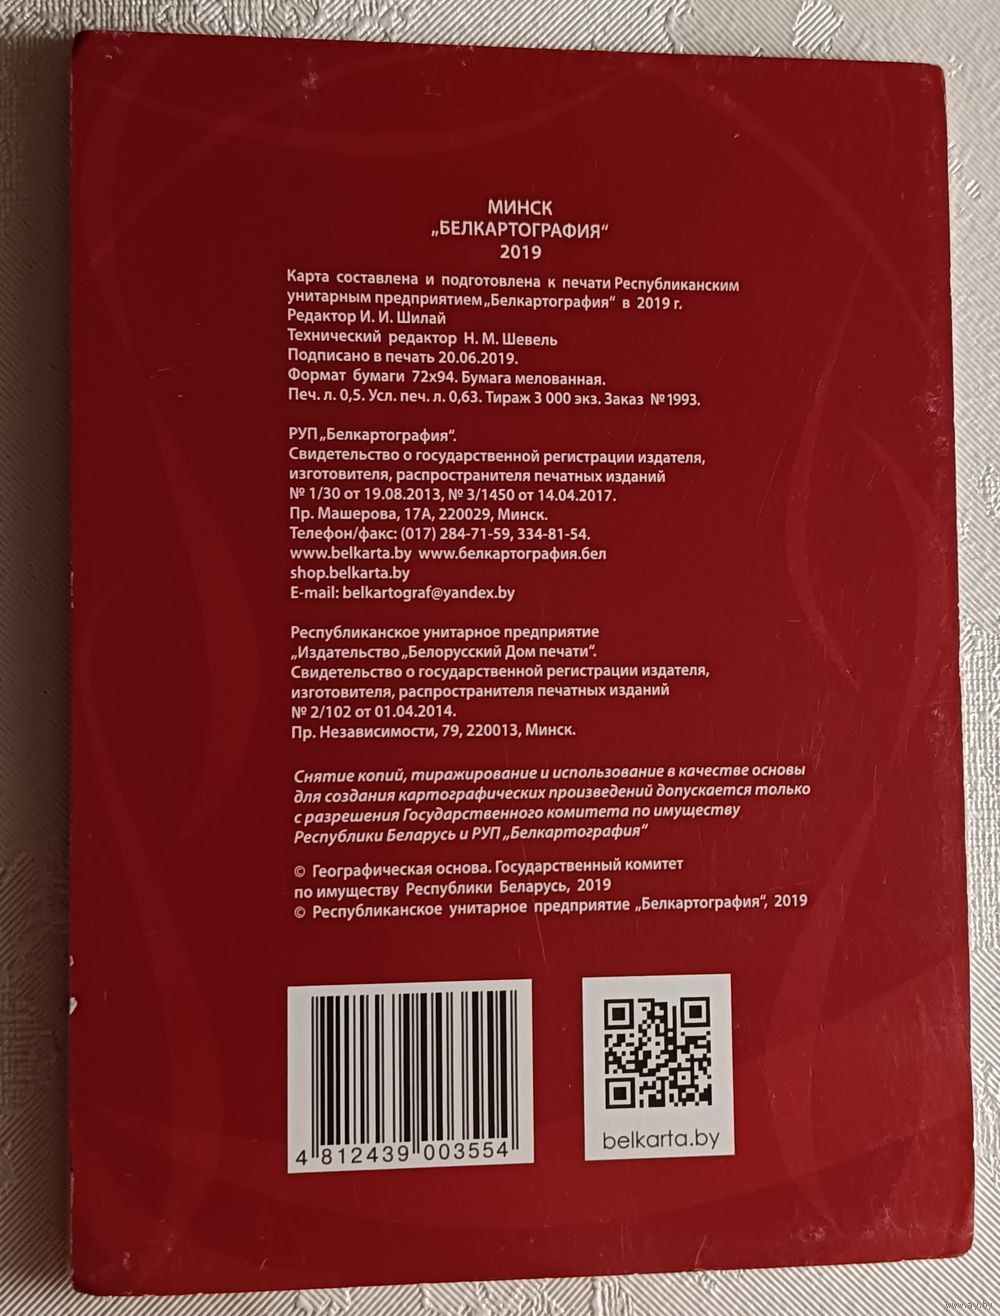 МИНСК
„БЕЛКАРТОГРАФИЯ“
2019
Карта составлена и подготовлена к печати Республиканским
унитарным предприятием „Белкартография“ в 2019 г.
Редактор И. И. Шилай
Технический редактор Н. М. Шевель
Подписано в печать 20.06.2019.
Формат бумаги 72х94. Бумага мелованная.
Печ. л. 0,5. Усл. печ. л. 0,63. Тираж 3 000 экз. Заказ № 1993.
РУП „Белкартография“.
Свидетельство о государственной регистрации издателя,
изготовителя, распространителя печатных изданий
№ 1/30 от 19.08.2013, № 3/1450 от 14.04.2017.
Пр. Машерова, 17А, 220029, Минск.
Телефон/факс: (017) 284-71-59, 334-81-54.
www.belkarta.by www.белкартография.бел
shop.belkarta.by
E-mail: belkartograf@yandex.by
Республиканское унитарное предприятие
„Издательство „Белорусский Дом печати“.
Свидетельство о государственной регистрации издателя,
изготовителя, распространителя печатных изданий
№ 2/102 от 01.04.2014.
Пр. Независимости, 79, 220013, Минск.
Снятие копий, тиражирование и использование в качестве основы
для создания картографических произведений допускается только
с разрешения Государственного комитета по имуществу
Республики Беларусь и РУП „Белкартография“
© Географическая основа. Государственный комитет
по имуществу Республики Беларусь, 2019
© Республиканское унитарное предприятие „Белкартография“, 2019
4 812439 003554
belkarta.by
www.ay.by